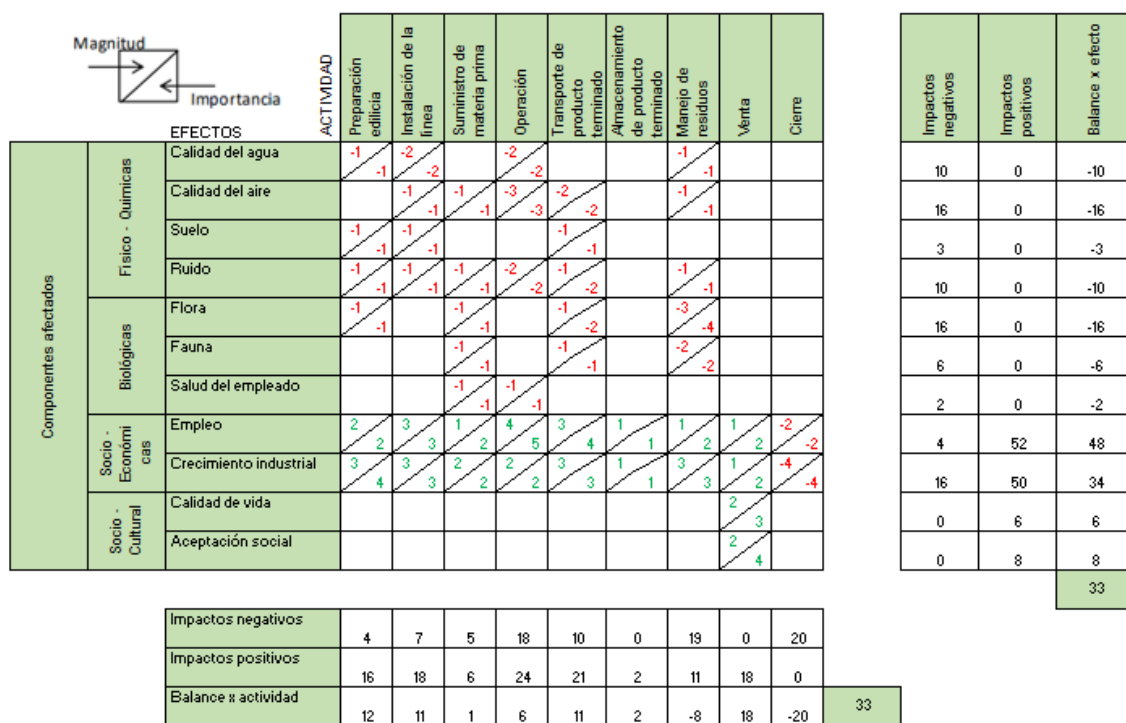 Magnitud
Importancia
EFECTOS
ACTIVIDAD
Preparación
edilicia
Instalación de la
línea
Suministro de
materia prima
Operación
Transporte de
producto
terminado
Almacenamiento
de producto
terminado
Manejo de
residuos
Venta
Cierre
Impactos
negativos
Impactos
positivos
Balance x efecto
Componentes afectados
Físico - Químicas
Calidad del agua -1 -1 -2 -2 -2 -2 -1 -1 10 0 -10
Calidad del aire -1 -1 -1 -1 -3 -3 -2 -2 -1 -1 16 0 -16
Suelo -1 -1 -1 -1 -1 -1 3 0 -3
Ruido -1 -1 -1 -1 -1 -1 -2 -2 -1 -2 -1 -1 10 0 -10
Biológicas
Flora -1 -1 -1 -1 -1 -2 -3 -4 16 0 -16
Fauna -1 -1 -1 -1 -2 -2 6 0 -6
Salud del empleado -1 -1 -1 -1 2 0 -2
Socio -
Económi
cas
Empleo 2 2 3 3 1 2 4 5 3 4 1 1 1 2 1 2 -2 -2 4 52 48
Crecimiento industrial 3 4 3 3 2 2 2 2 3 3 1 1 3 3 1 2 -4 -4 16 50 34
Socio -
Cultural
Calidad de vida 2 3 0 6 6
Aceptación social 2 4 0 8 8
33
Impactos negativos 4 7 5 18 10 0 19 0 20
Impactos positivos 16 18 6 24 21 2 11 18 0
Balance x actividad 12 11 1 6 11 2 -8 18 -20 33